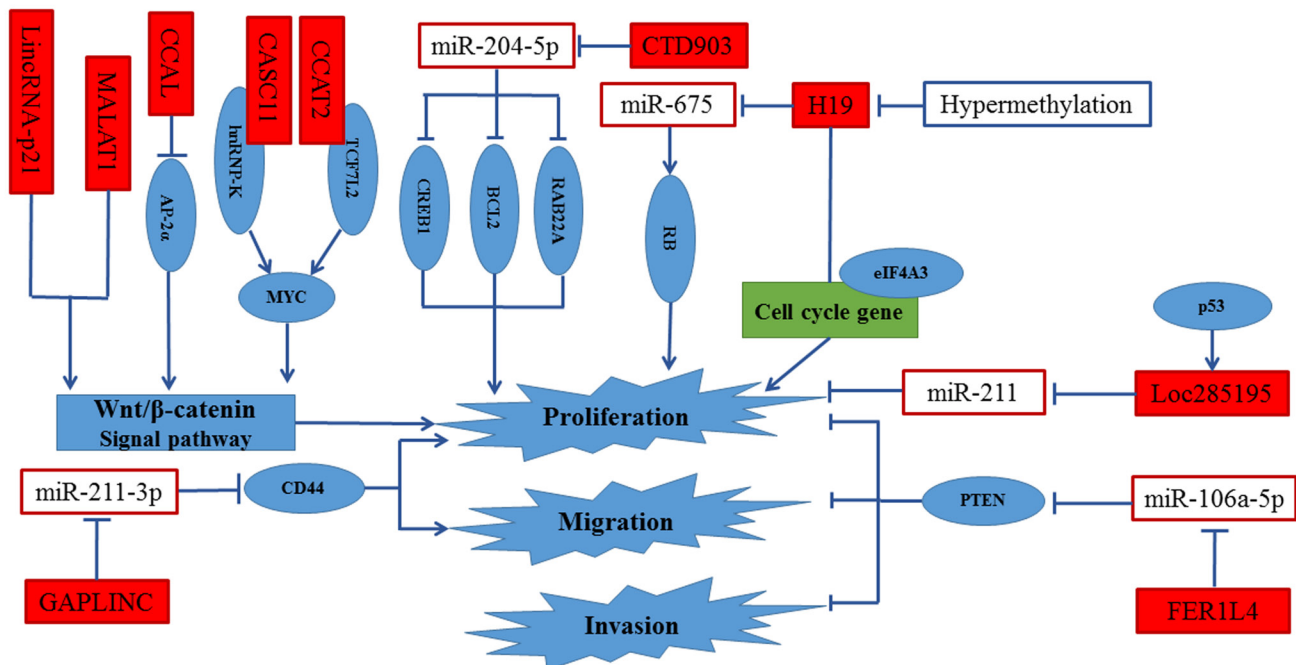 LincRNA-p21
MALAT1
CCAL
CASC11
CCAT2
hnRNP-K
TCF7L2
AP-2α
MYC
miR-204-5p
CTD903
CREB1
BCL2
RAB22A
miR-675
H19
Hypermethylation
RB
eIF4A3
Cell cycle gene
p53
Wnt/β-catenin
Signal pathway
Proliferation
miR-211
Loc285195
miR-211-3p
CD44
Migration
PTEN
miR-106a-5p
GAPLINC
Invasion
FER1L4